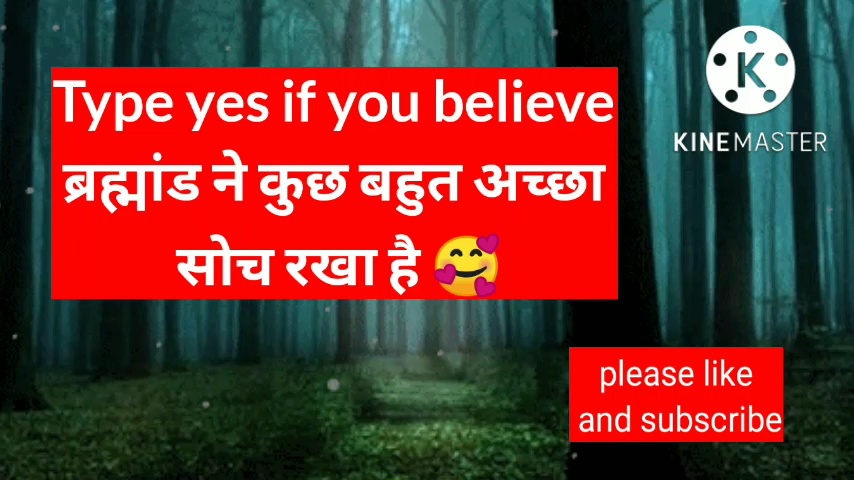 Type yes if you believe
ब्रह्मांड ने कुछ बहुत अच्छा
सोच रखा है 🥰
K
KINEMASTER
please like
and subscribe